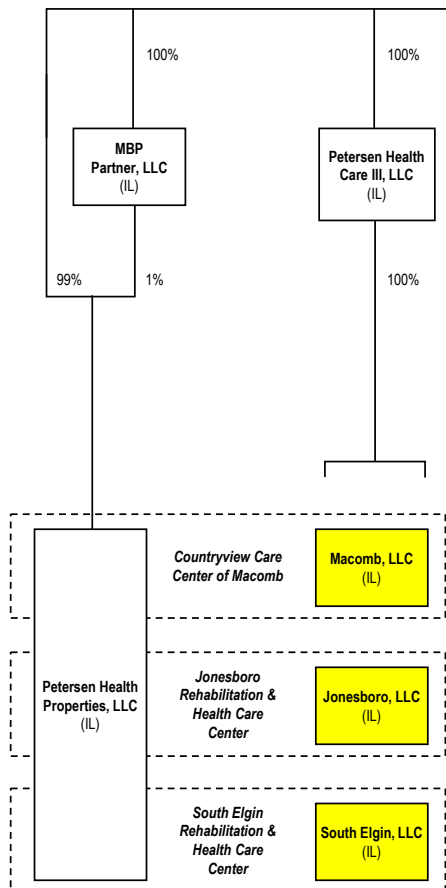 100%
100%
MBP
Partner, LLC
(IL)
Petersen Health
Care III, LLC
(IL)
99%
1%
100%
Countryview Care
Center of Macomb
Macomb, LLC
(IL)
Petersen Health
Properties, LLC
(IL)
Jonesboro
Rehabilitation &
Health Care
Center
Jonesboro, LLC
(IL)
South Elgin
Rehabilitation &
Health Care
Center
South Elgin, LLC
(IL)